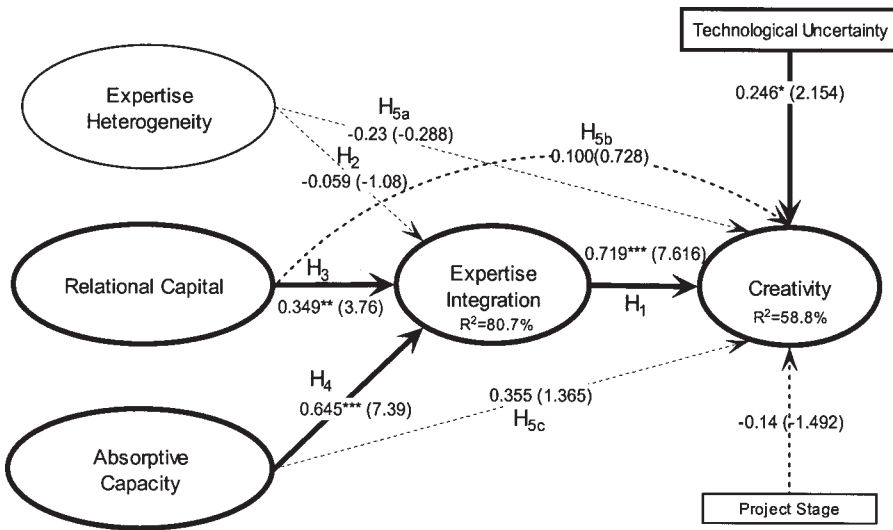 Technological Uncertainty
0.246* (2.154)
Expertise
Heterogeneity
H5a
-0.23 (-0.288)
H5b
0.100(0.728)
H2
-0.059 (-1.08)
Relational Capital
H3
0.349** (3.76)
Expertise
Integration
R²=80.7%
0.719*** (7.616)
H1
Creativity
R²=58.8%
H4
0.645*** (7.39)
0.355 (1.365)
H5c
-0.14 (-1.492)
Absorptive
Capacity
Project Stage